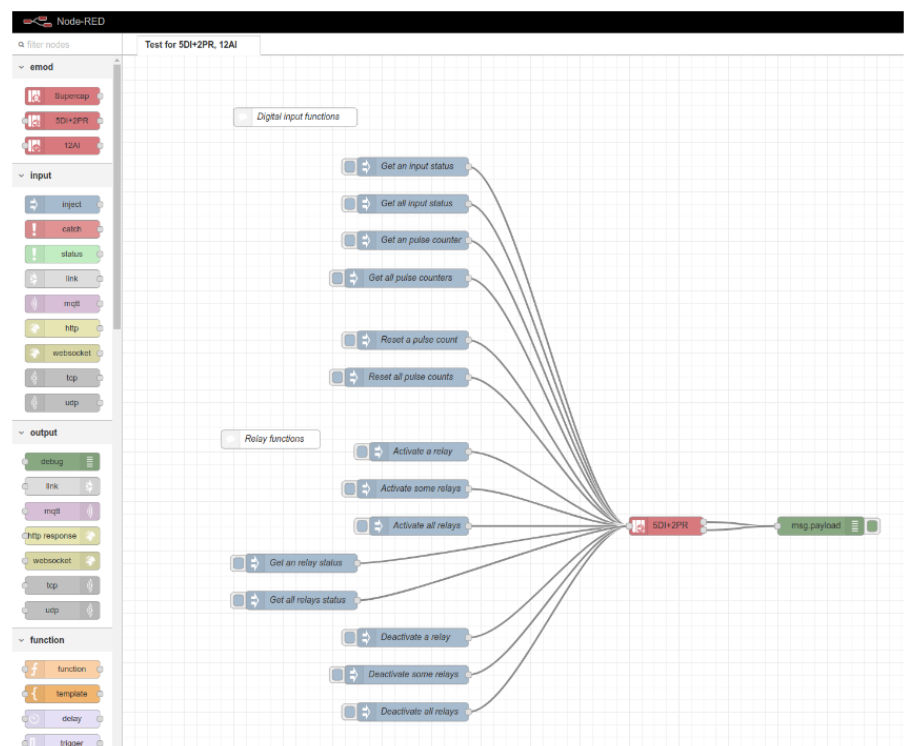 Node-RED
filter nodes
Test for 5DI+2PR, 12AI
emod
Supercap
5DI+2PR
12AI
input
inject
catch
status
link
mqtt
http
websocket
tcp
udp
output
debug
link
mqtt
http response
websocket
tcp
udp
function
function
template
delay
trigger
Digital input functions
Get an input status
Get all input status
Get an pulse counter
Get all pulse counters
Reset a pulse count
Reset all pulse counts
Relay functions
Activate a relay
Activate some relays
Activate all relays
Get an relay status
Get all relays status
Deactivate a relay
Deactivate some relays
Deactivate all relays
5DI+2PR
msg.payload